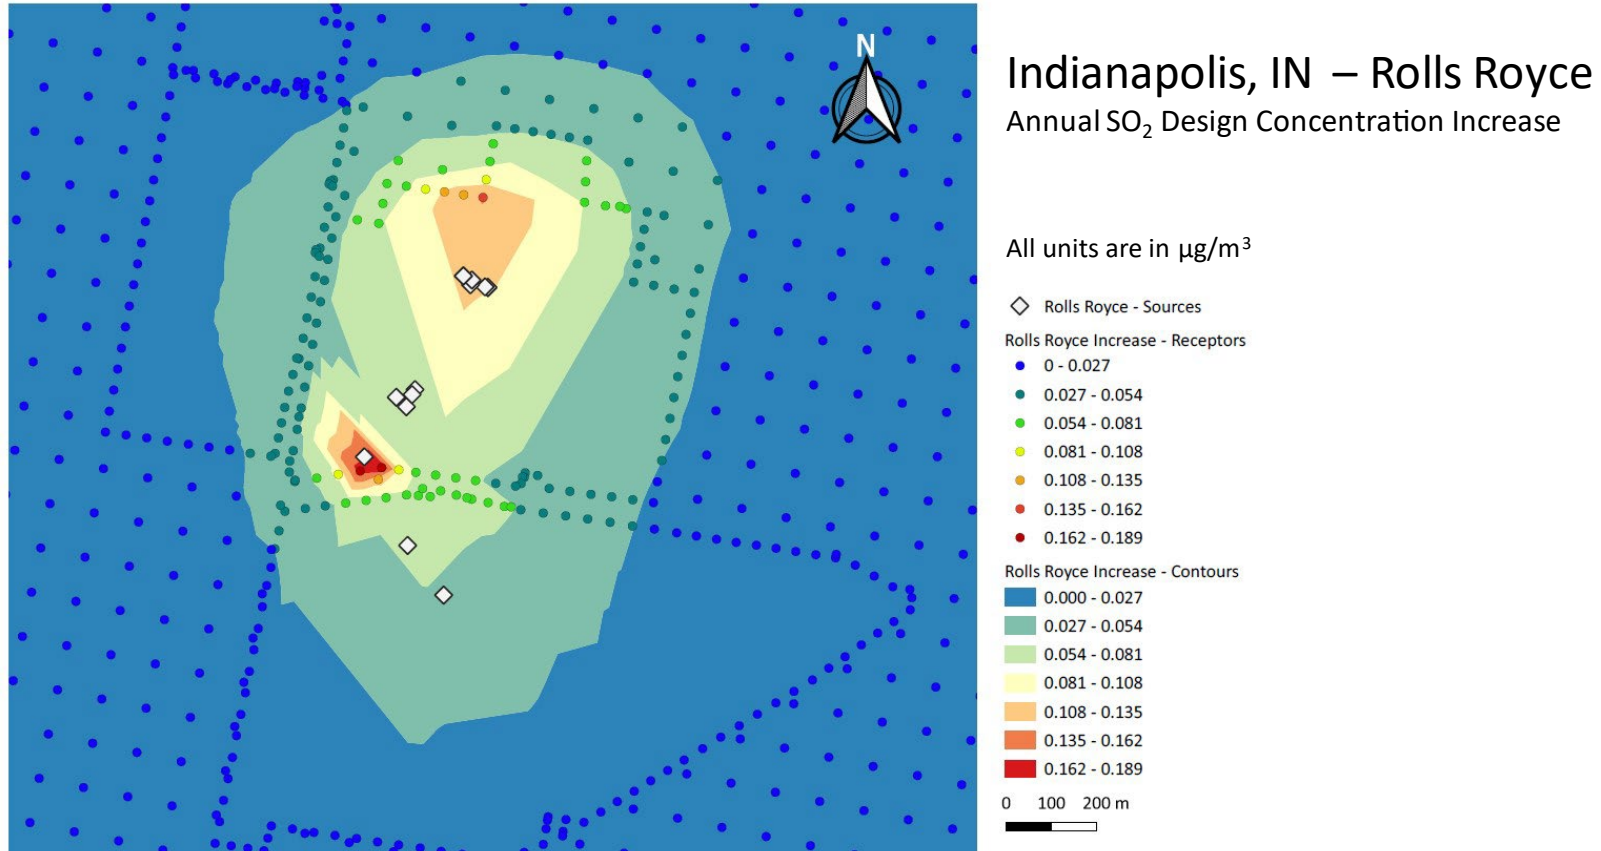 N
Indianapolis, IN – Rolls Royce
Annual SO₂ Design Concentration Increase
All units are in µg/m³
Rolls Royce - Sources
Rolls Royce Increase - Receptors
0 - 0.027
0.027 - 0.054
0.054 - 0.081
0.081 - 0.108
0.108 - 0.135
0.135 - 0.162
0.162 - 0.189
Rolls Royce Increase - Contours
0.000 - 0.027
0.027 - 0.054
0.054 - 0.081
0.081 - 0.108
0.108 - 0.135
0.135 - 0.162
0.162 - 0.189
0 100 200 m